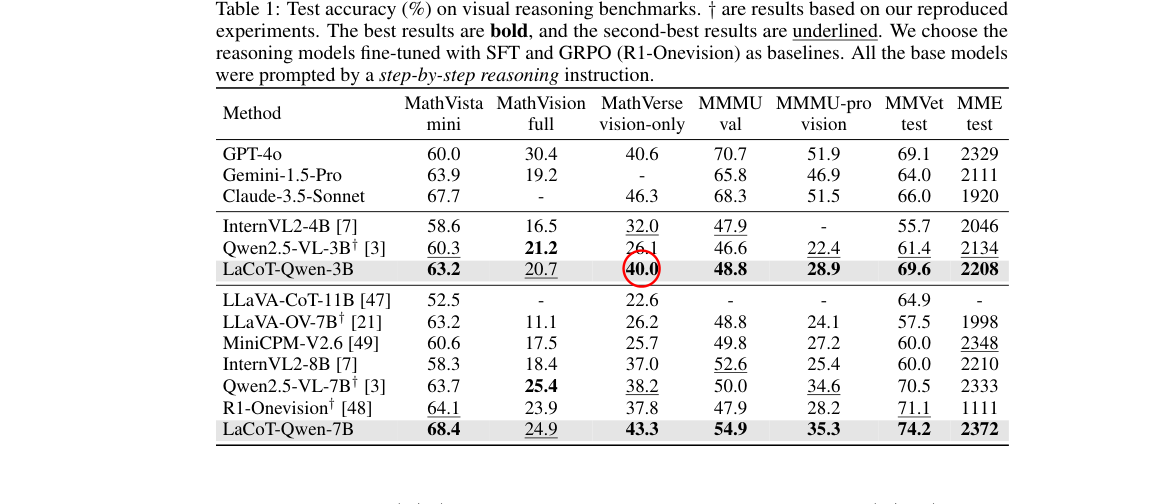 Table 1: Test accuracy (%) on visual reasoning benchmarks. † are results based on our reproduced
experiments. The best results are bold, and the second-best results are underlined. We choose the
reasoning models fine-tuned with SFT and GRPO (R1-Onevision) as baselines. All the base models
were prompted by a step-by-step reasoning instruction.
Method MathVista mini MathVision full MathVerse vision-only MMMU val MMMU-pro vision MMVet test MME test
GPT-4o 60.0 30.4 40.6 70.7 51.9 69.1 2329
Gemini-1.5-Pro 63.9 19.2 - 65.8 46.9 64.0 2111
Claude-3.5-Sonnet 67.7 - 46.3 68.3 51.5 66.0 1920
InternVL2-4B [7] 58.6 16.5 32.0 47.9 - 55.7 2046
Qwen2.5-VL-3B† [3] 60.3 21.2 26.1 46.6 22.4 61.4 2134
LaCoT-Qwen-3B 63.2 20.7 40.0 48.8 28.9 69.6 2208
LLaVA-CoT-11B [47] 52.5 - 22.6 - - 64.9 -
LLaVA-OV-7B† [21] 63.2 11.1 26.2 48.8 24.1 57.5 1998
MiniCPM-V2.6 [49] 60.6 17.5 25.7 49.8 27.2 60.0 2348
InternVL2-8B [7] 58.3 18.4 37.0 52.6 25.4 60.0 2210
Qwen2.5-VL-7B† [3] 63.7 25.4 38.2 50.0 34.6 70.5 2333
R1-Onevision† [48] 64.1 23.9 37.8 47.9 28.2 71.1 1111
LaCoT-Qwen-7B 68.4 24.9 43.3 54.9 35.3 74.2 2372